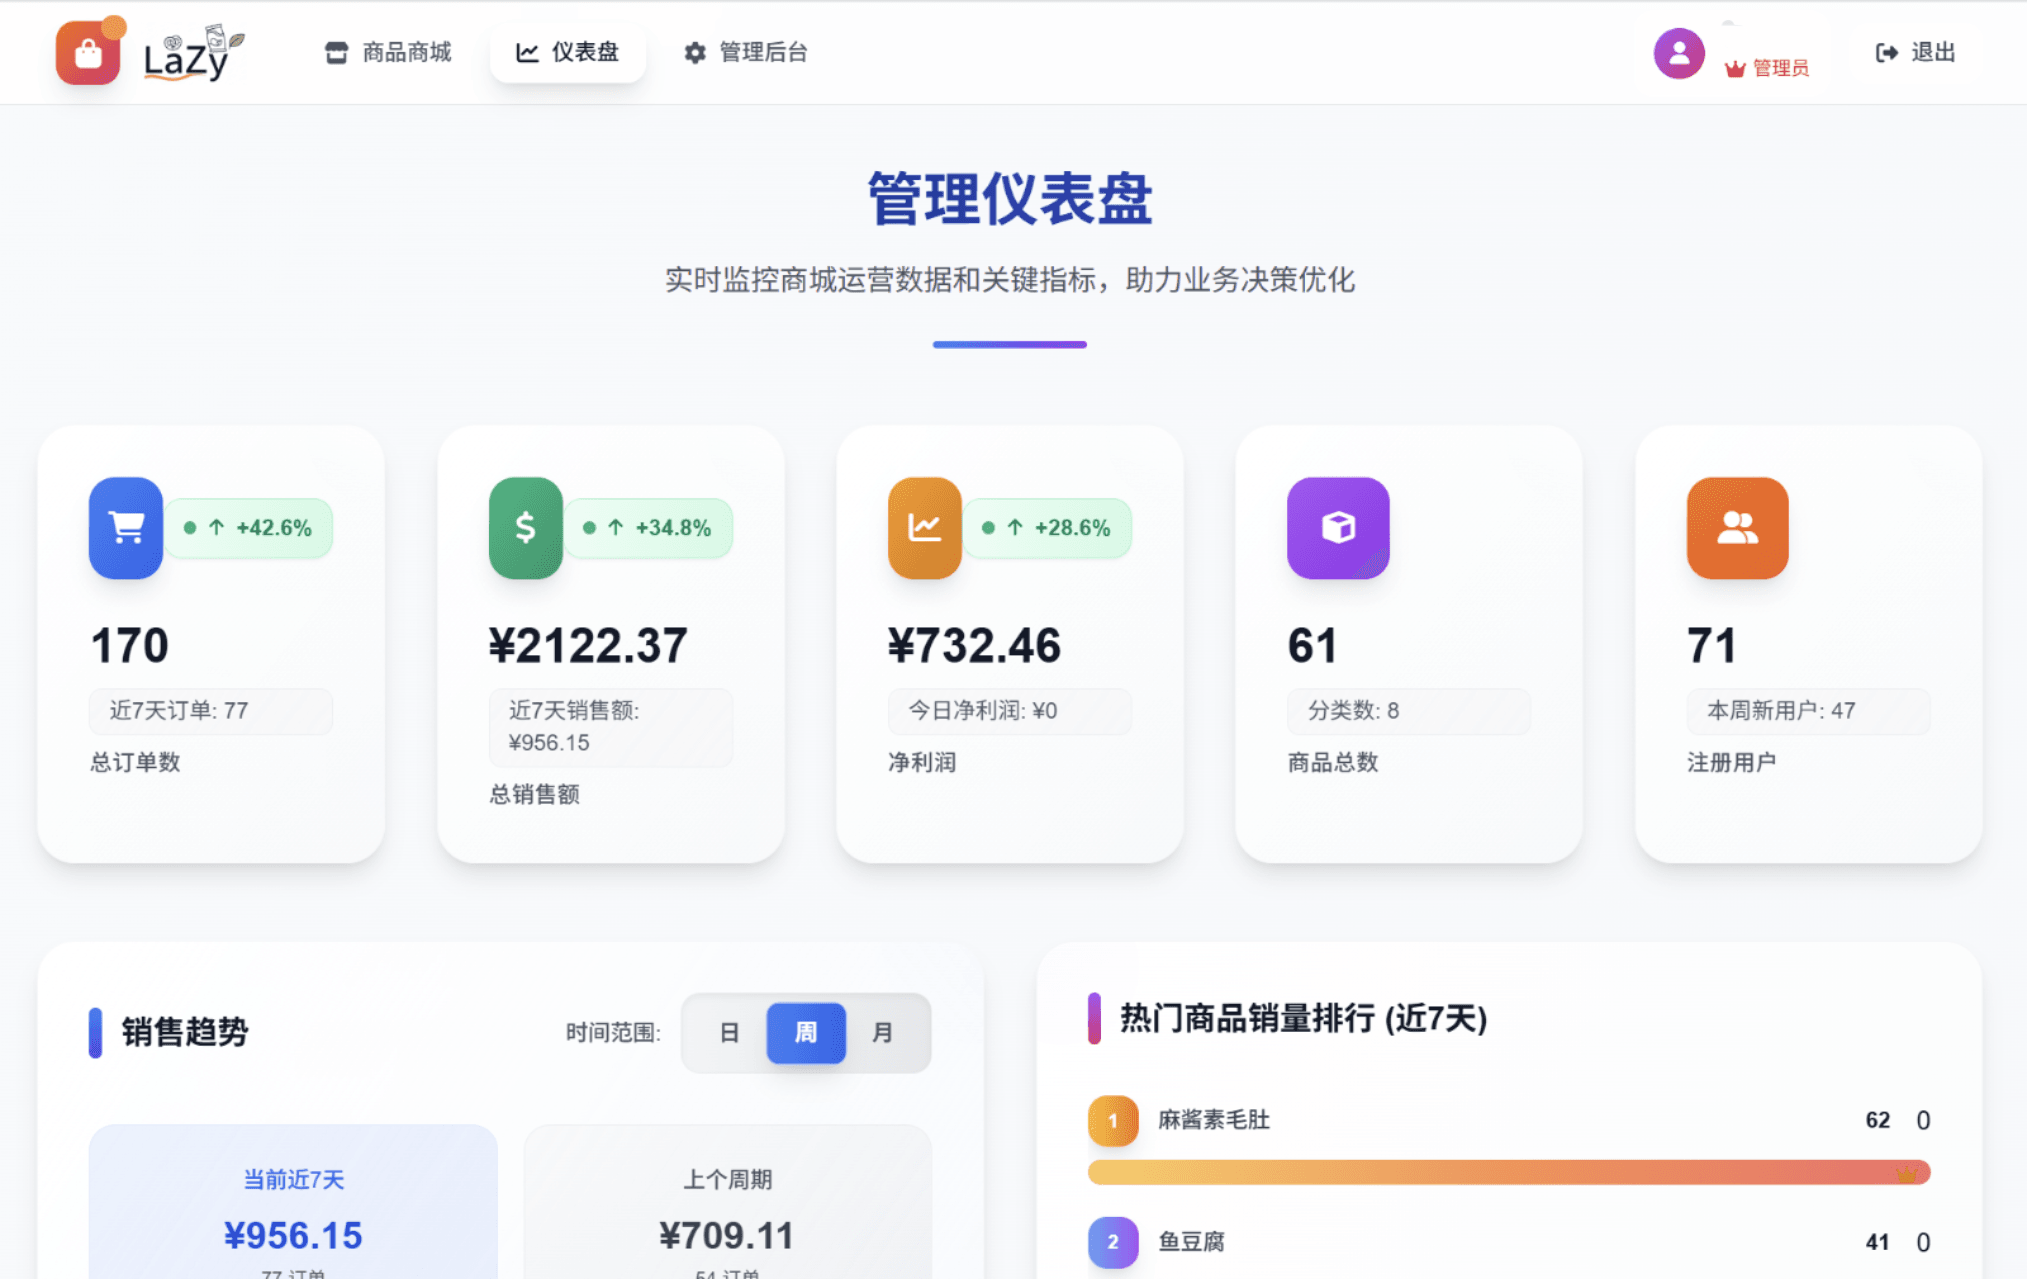 LaZy
商品商城
仪表盘
管理后台
管理员
退出
管理仪表盘
实时监控商城运营数据和关键指标，助力业务决策优化
+42.6%
170
近7天订单: 77
总订单数
+34.8%
¥2122.37
近7天销售额:
¥956.15
总销售额
+28.6%
¥732.46
今日净利润: ¥0
净利润
61
分类数: 8
商品总数
71
本周新用户: 47
注册用户
销售趋势
时间范围:
日
周
月
当前近7天
¥956.15
77 订单
上个周期
¥709.11
54 订单
热门商品销量排行 (近7天)
1 麻酱素毛肚 62 0
2 鱼豆腐 41 0